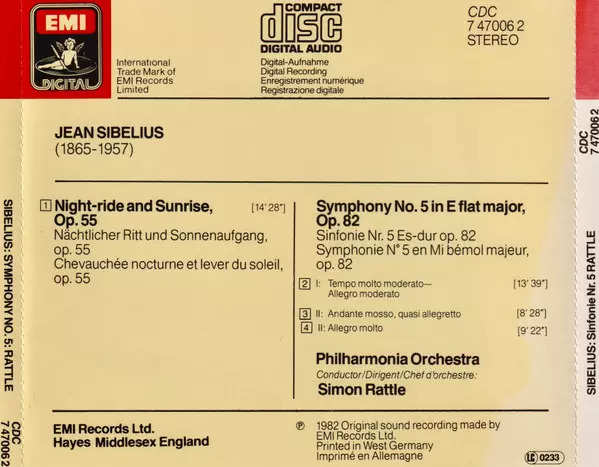 EMI
DIGITAL
International
Trade Mark of
EMI Records
Limited
COMPACT
disc
DIGITAL AUDIO
Digital-Aufnahme
Digital Recording
Enregistrement numérique
Registrazione digitale
CDC
7 47006 2
STEREO
JEAN SIBELIUS
(1865-1957)
1 Night-ride and Sunrise, [14'28"]
Op. 55
Nächtlicher Ritt und Sonnenaufgang,
op. 55
Chevauchée nocturne et lever du soleil,
op. 55
Symphony No. 5 in E flat major,
Op. 82
Sinfonie Nr. 5 Es-dur op. 82
Symphonie N° 5 en Mi bémol majeur,
op. 82
2 I: Tempo molto moderato— [13'39"]
Allegro moderato
3 II: Andante mosso, quasi allegretto [8'28"]
4 II: Allegro molto [9'22"]
Philharmonia Orchestra
Conductor/Dirigent/Chef d'orchestre:
Simon Rattle
EMI Records Ltd.
Hayes Middlesex England
℗ 1982 Original sound recording made by
EMI Records Ltd.
Printed in West Germany
Imprimé en Allemagne
LC 0233
SIBELIUS: SYMPHONY NO. 5: RATTLE
CDC
7 47006 2
CDC
7 47006 2
SIBELIUS: Sinfonie Nr. 5 RATTLE